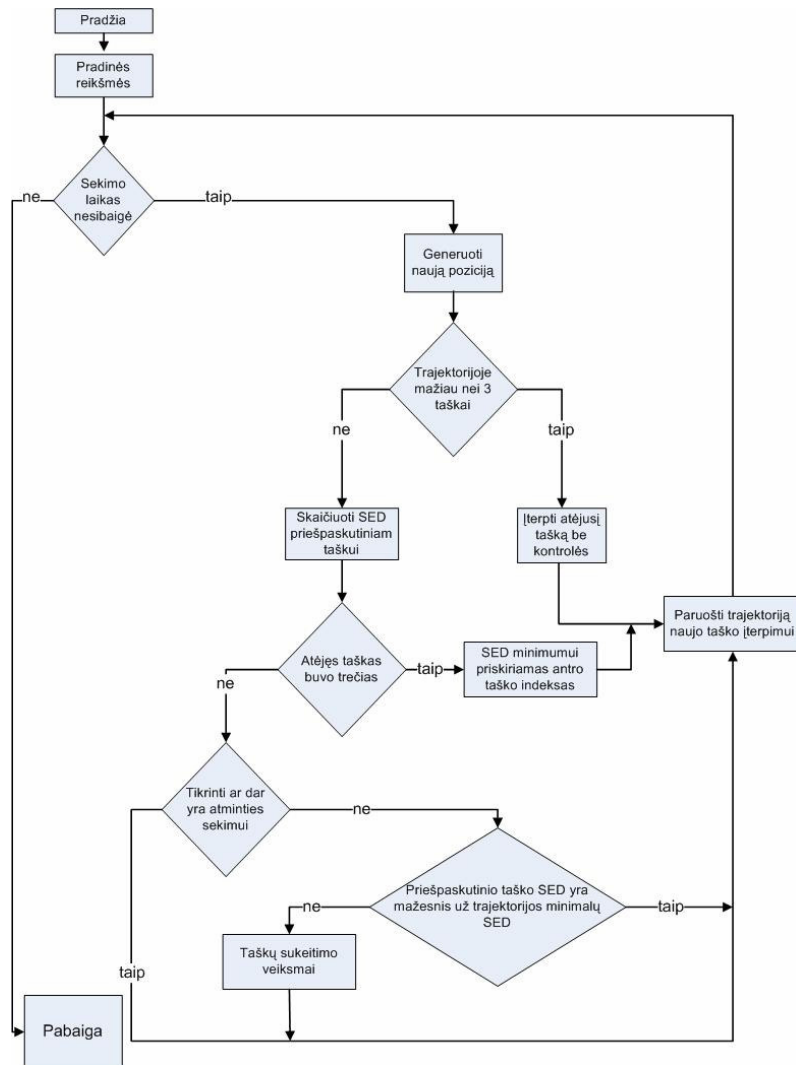 Pradžia
Pradinės
reikšmės
Sekimo
laikas
nesibaigė
ne
taip
Generuoti
naują poziciją
Trajektorijoje
mažiau nei 3
taškai
ne
taip
Skaičiuoti SED
priešpaskutiniam
taškui
Įterpti atėjusį
tašką be
kontrolės
Paruošti trajektoriją
naujo taško įterpimui
Atėjęs taškas
buvo trečias
taip
SED minimumui
priskiriamas antro
taško indeksas
ne
Tikrinti ar dar
yra atminties
sekimui
ne
Priešpaskutinio taško SED yra
mažesnis už trajektorijos minimalų
SED
ne
taip
Taškų sukeitimo
veiksmai
taip
Pabaiga